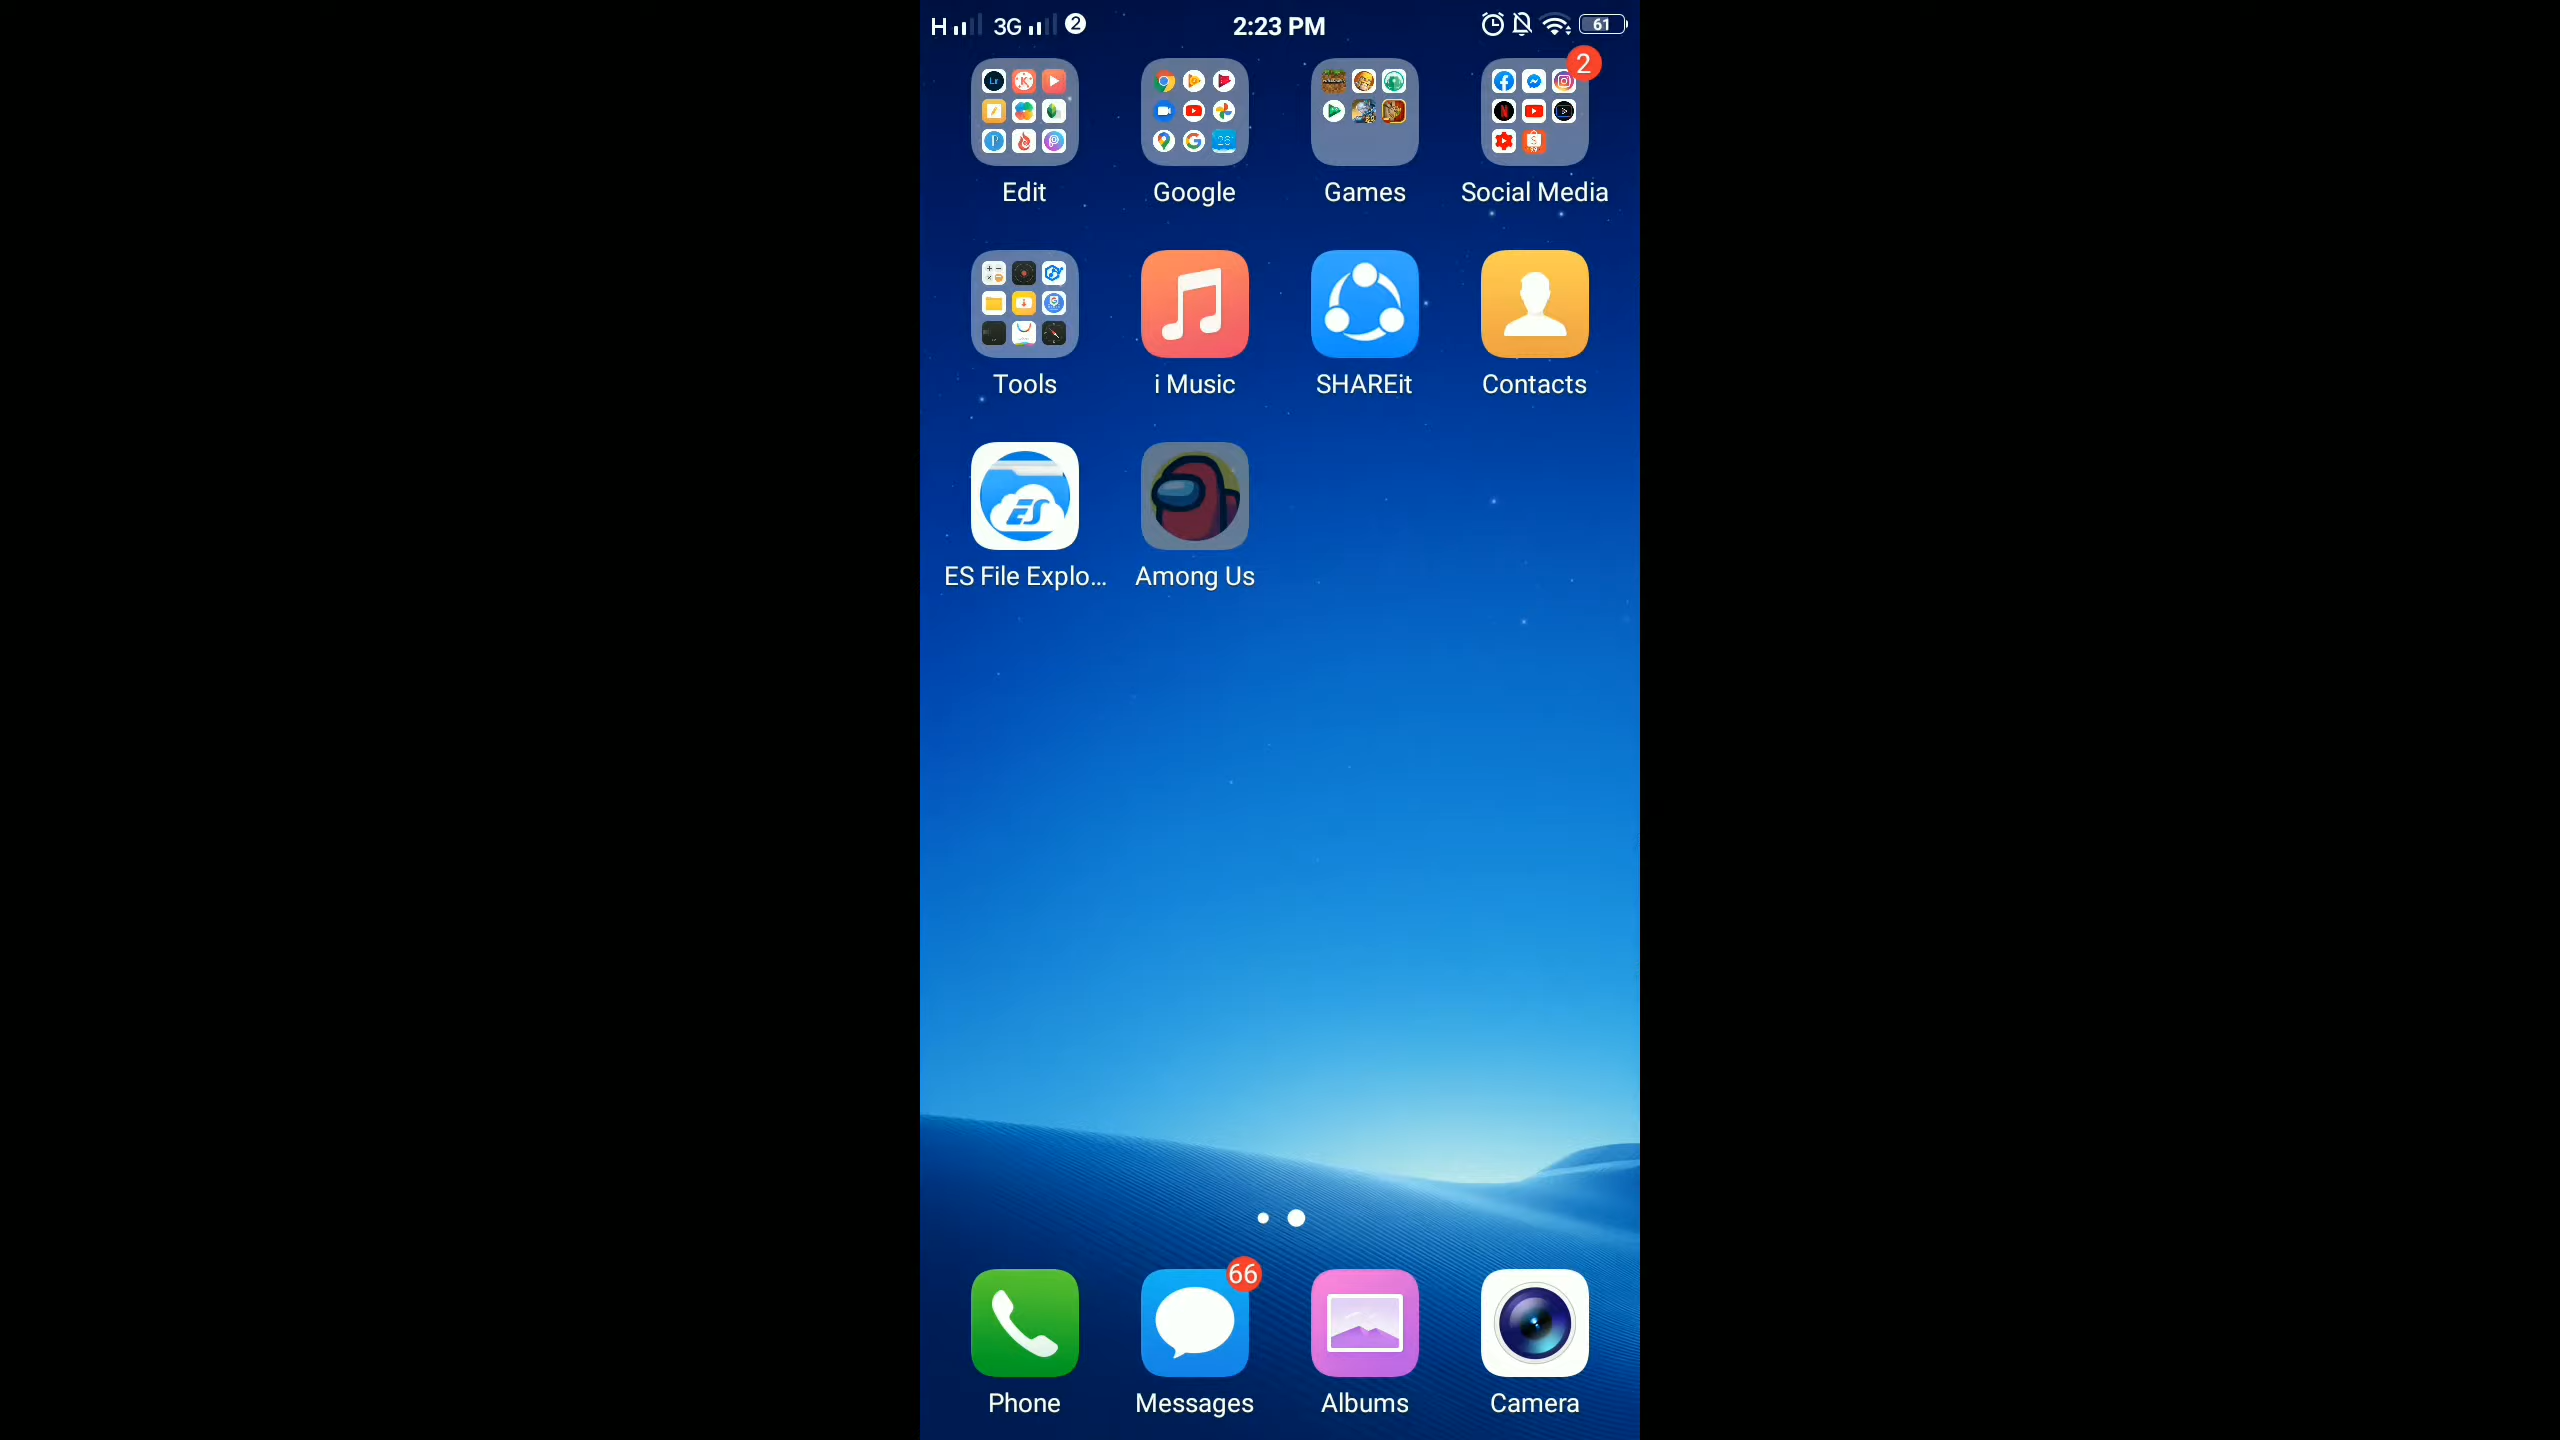 H 3G 2 2:23 PM 61
2
Edit Google Games Social Media
Tools i Music SHAREit Contacts
ES
ES File Explo... Among Us
66
Phone Messages Albums Camera